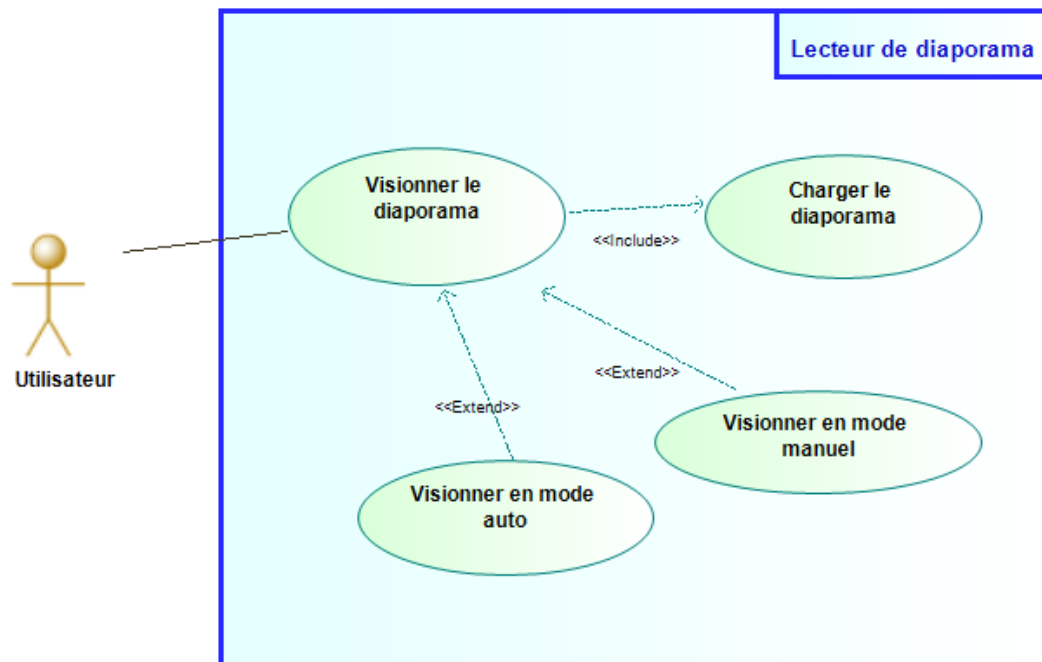 Lecteur de diaporama
Visionner le
diaporama
Charger le
diaporama
<<Include>>
<<Extend>>
Utilisateur
<<Extend>>
Visionner en mode
manuel
Visionner en mode
auto